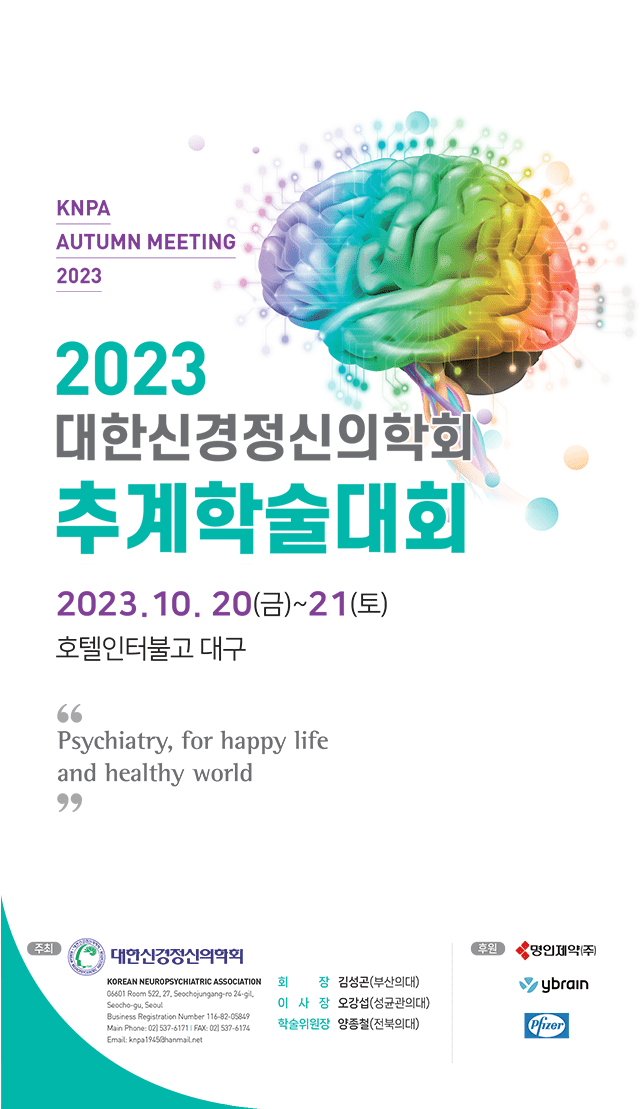 KNPA
AUTUMN MEETING
2023
2023
대한신경정신의학회
추계학술대회
2023.10. 20(금)~21(토)
호텔인터불고 대구
“
Psychiatry, for happy life
and healthy world
”
주최
대한신경정신의학회
KOREAN NEUROPSYCHIATRIC ASSOCIATION
06601 Room 522, 27, Seochojungang-ro 24-gil,
Seocho-gu, Seoul
Business Registration Number 116-82-05849
Main Phone: 02) 537-6171 I FAX: 02) 537-6174
Email: knpa1945@hanmail.net
회 장 김성곤(부산의대)
이 사 장 오강섭(성균관의대)
학술위원장 양종철(전북의대)
후원
명인제약(주)
ybrain
Pfizer